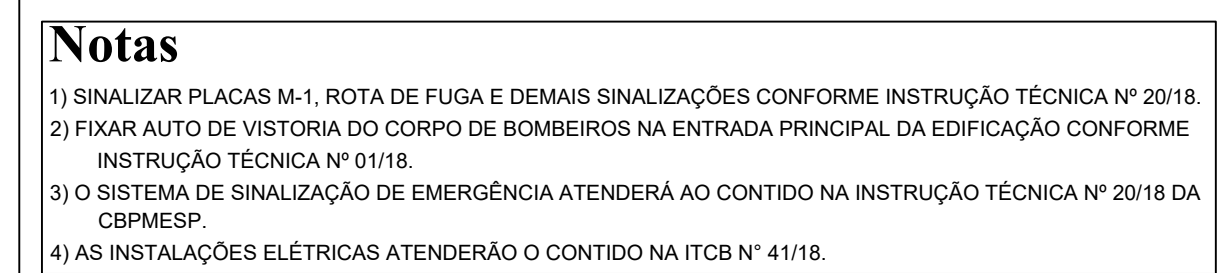 Notas
1) SINALIZAR PLACAS M-1, ROTA DE FUGA E DEMAIS SINALIZAÇÕES CONFORME INSTRUÇÃO TÉCNICA Nº 20/18.
2) FIXAR AUTO DE VISTORIA DO CORPO DE BOMBEIROS NA ENTRADA PRINCIPAL DA EDIFICAÇÃO CONFORME
INSTRUÇÃO TÉCNICA Nº 01/18.
3) O SISTEMA DE SINALIZAÇÃO DE EMERGÊNCIA ATENDERÁ AO CONTIDO NA INSTRUÇÃO TÉCNICA Nº 20/18 DA
CBPMESP.
4) AS INSTALAÇÕES ELÉTRICAS ATENDERÃO O CONTIDO NA ITCB N° 41/18.